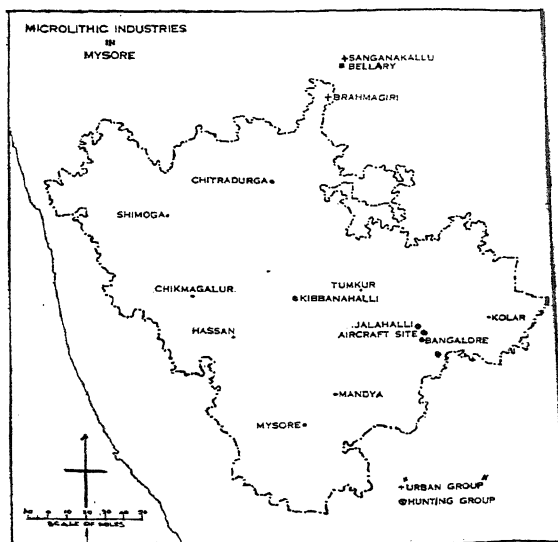 MICROLITHIC INDUSTRIES
IN
MYSORE
SANGANAKALLU
BELLARY
BRAHMAGIRI
CHITRADURGA
SHIMOGA
CHIKMAGALUR.
TUMKUR
KIBBANAHALLI
HASSAN
JALAHALLI
AIRCRAFT SITE
BANGALORE
KOLAR
MANDYA
MYSORE
"URBAN GROUP"
HUNTING GROUP
SCALE OF MILES